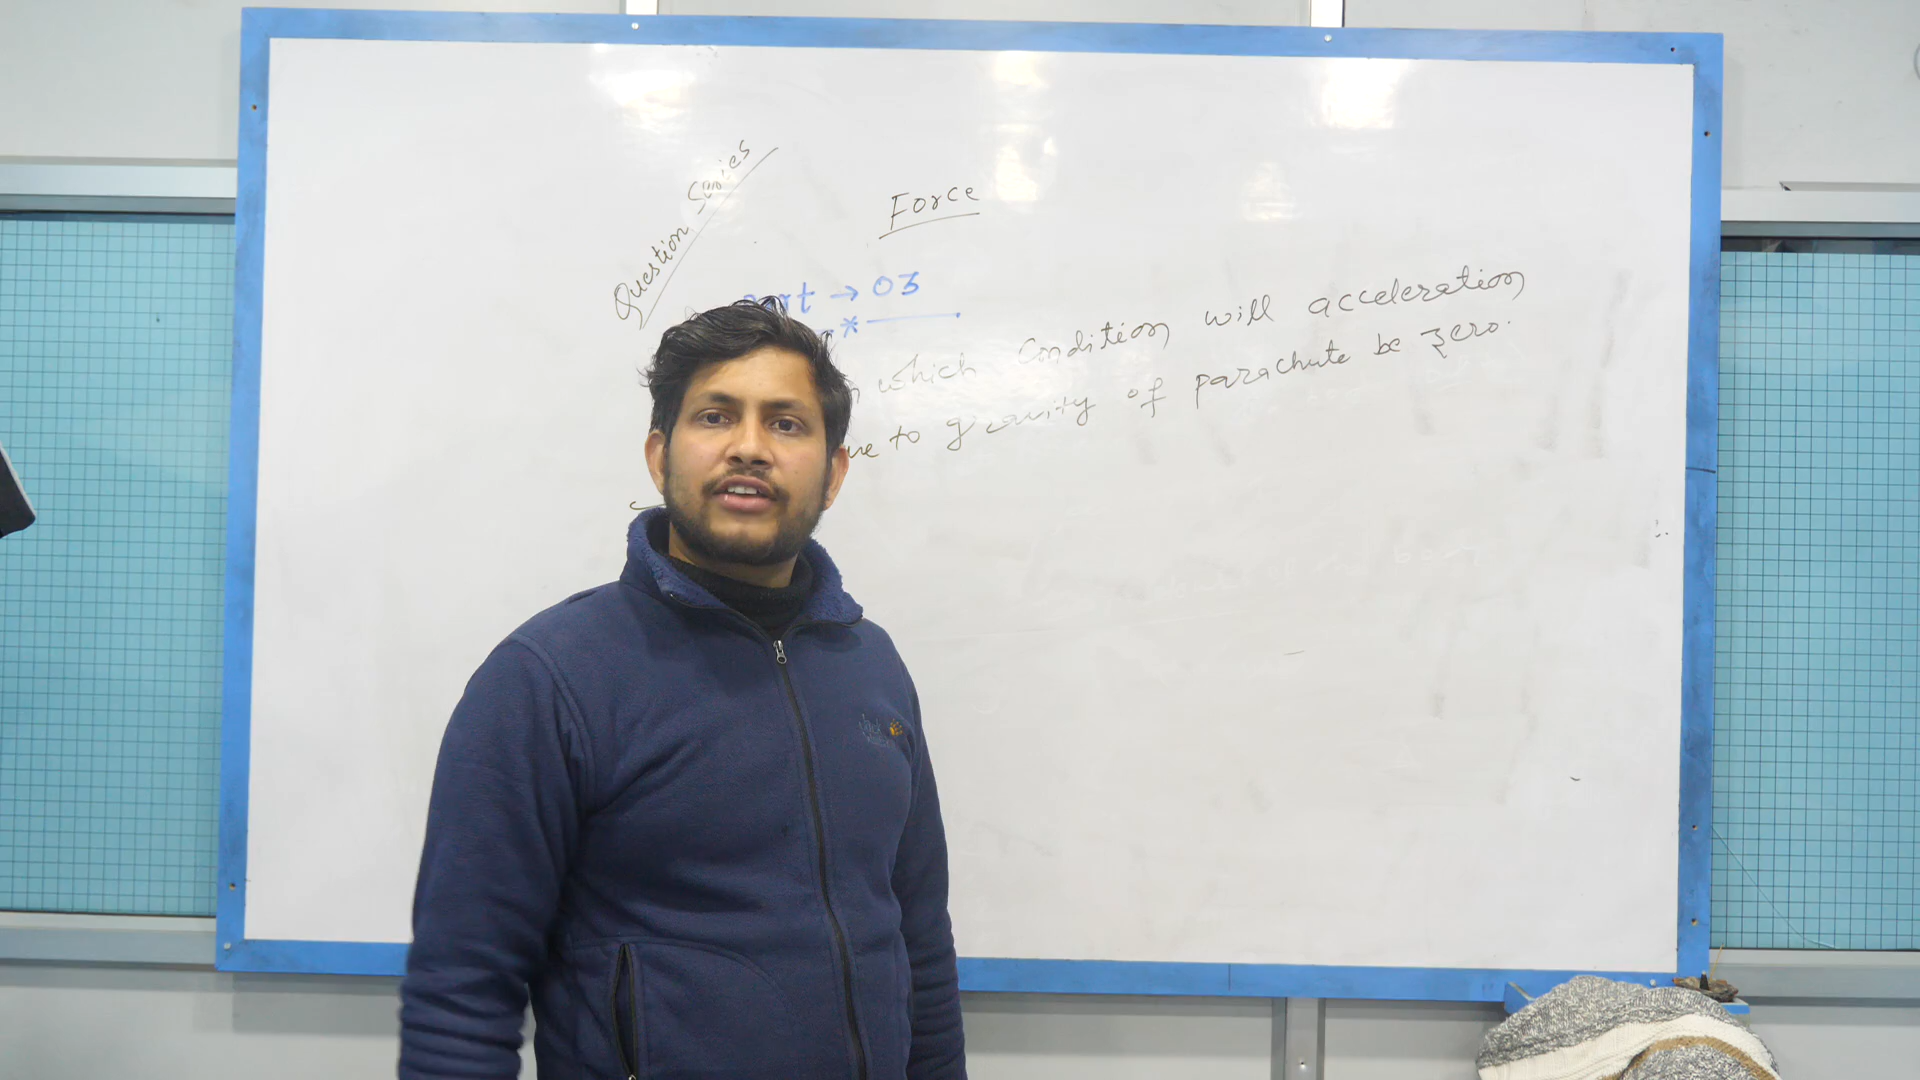 Question Series
Force
→ 03
which Condition will acceleration
to gravity of parachute be zero.